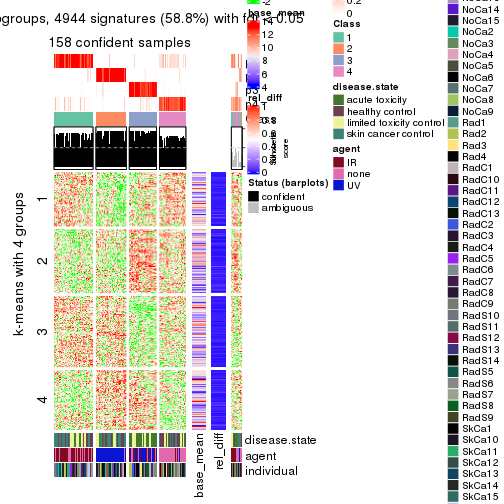 groups, 4944 signatures (58.8%) with
158 confident samples
k-means with 4 groups
1
2
3
4
base_mean
rel_diff
disease.state
agent
individual
base_mean
6
4
rel_diff
0
Status (barplots)
confident
ambiguous
0.2
0
Class
1
2
3
4
disease.state
acute toxicity
healthy control
limited toxicity control
skin cancer control
agent
IR
none
UV
NoCa14
NoCa15
NoCa2
NoCa3
NoCa4
NoCa5
NoCa6
NoCa7
NoCa8
NoCa9
Rad1
Rad2
Rad3
Rad4
RadC1
RadC10
RadC11
RadC12
RadC13
RadC2
RadC3
RadC4
RadC5
RadC6
RadC7
RadC8
RadC9
RadS10
RadS11
RadS12
RadS13
RadS14
RadS5
RadS6
RadS7
RadS8
RadS9
SkCa1
SkCa10
SkCa11
SkCa12
SkCa13
SkCa14
SkCa15